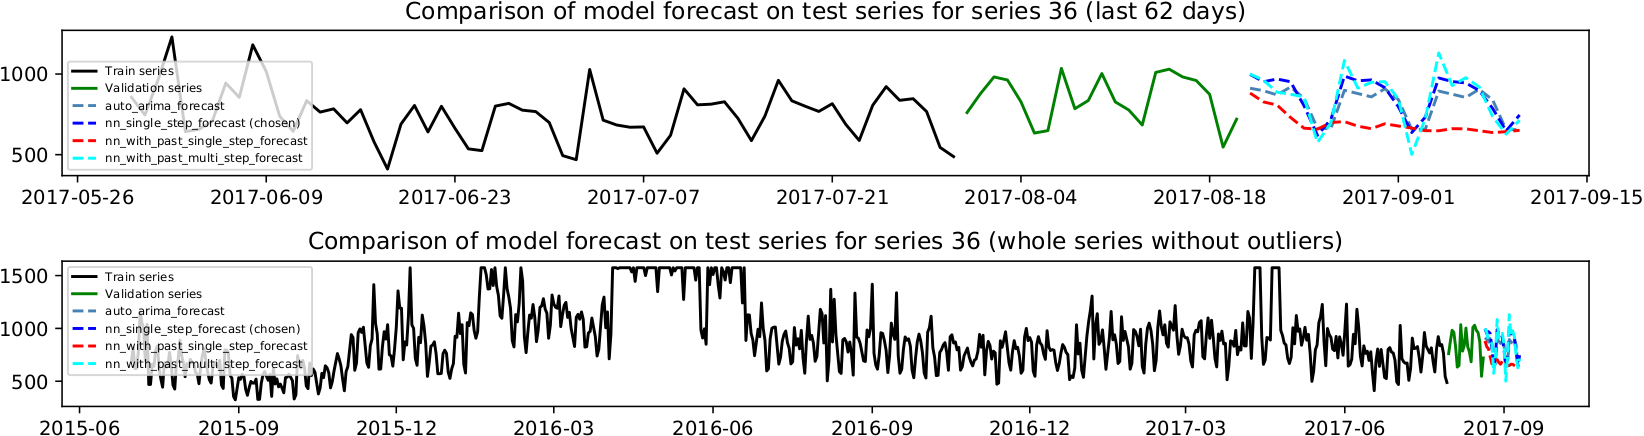 Comparison of model forecast on test series for series 36 (last 62 days)
1000
500
Train series
Validation series
auto_arima_forecast
nn_single_step_forecast (chosen)
nn_with_past_single_step_forecast
nn_with_past_multi_step_forecast
2017-05-26 2017-06-09 2017-06-23 2017-07-07 2017-07-21 2017-08-04 2017-08-18 2017-09-01 2017-09-15
Comparison of model forecast on test series for series 36 (whole series without outliers)
1500
1000
500
Train series
Validation series
auto_arima_forecast
nn_single_step_forecast (chosen)
nn_with_past_single_step_forecast
nn_with_past_multi_step_forecast
2015-06 2015-09 2015-12 2016-03 2016-06 2016-09 2016-12 2017-03 2017-06 2017-09